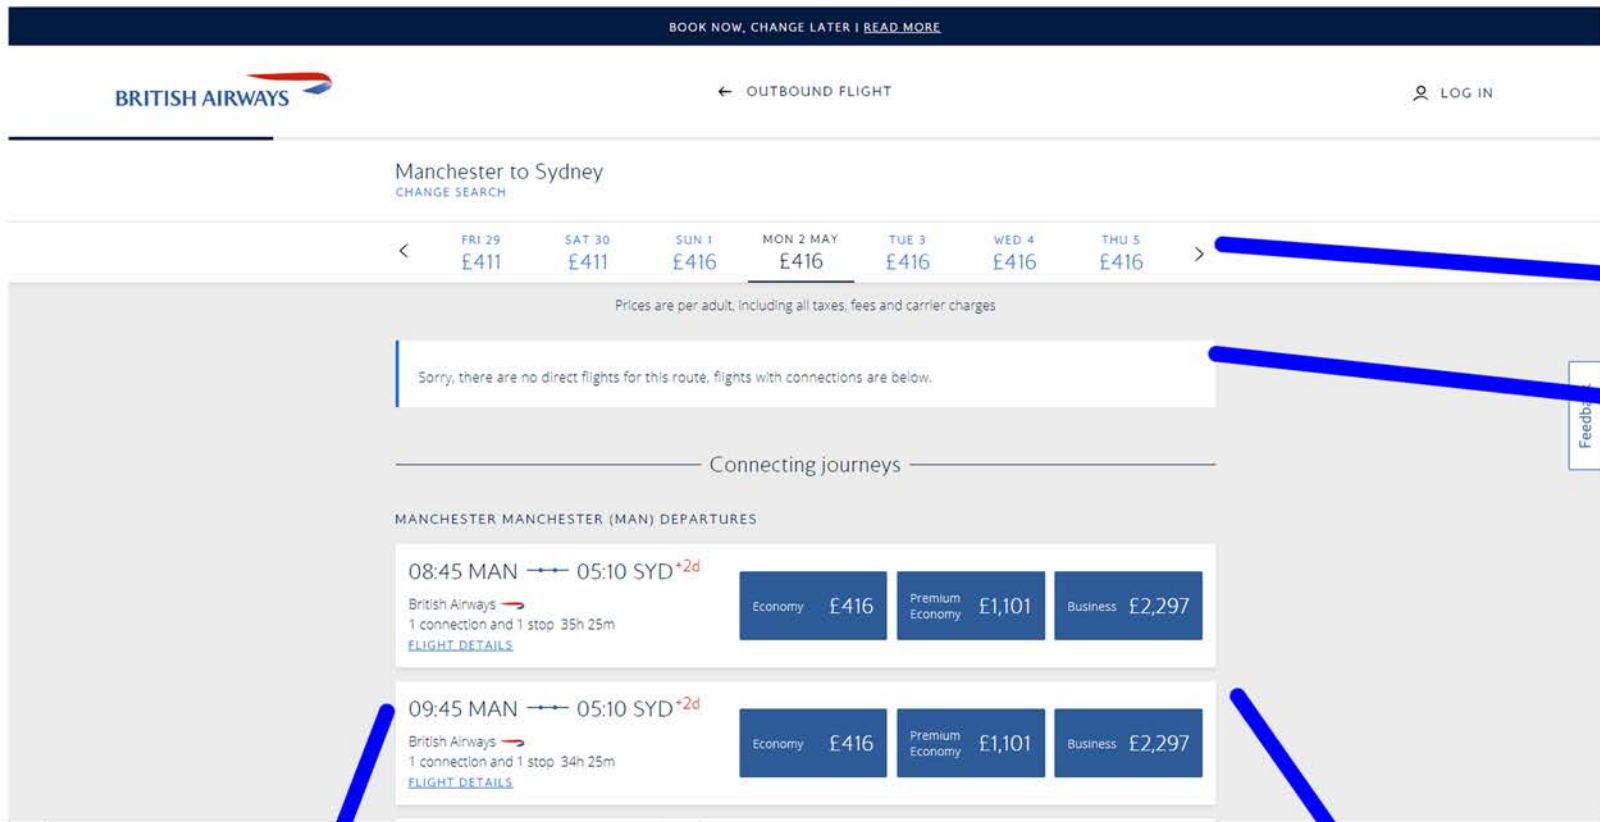 BOOK NOW, CHANGE LATER | READ MORE
BRITISH AIRWAYS
← OUTBOUND FLIGHT
LOG IN
Manchester to Sydney
CHANGE SEARCH
< FRI 29 SAT 30 SUN 1 MON 2 MAY TUE 3 WED 4 THU 5 >
£411 £411 £416 £416 £416 £416 £416
Prices are per adult, including all taxes, fees and carrier charges
Sorry, there are no direct flights for this route, flights with connections are below.
Connecting journeys
MANCHESTER MANCHESTER (MAN) DEPARTURES
08:45 MAN 05:10 SYD +2d
British Airways
1 connection and 1 stop 35h 25m
FLIGHT DETAILS
Economy £416
Premium Economy £1,101
Business £2,297
09:45 MAN 05:10 SYD +2d
British Airways
1 connection and 1 stop 34h 25m
FLIGHT DETAILS
Economy £416
Premium Economy £1,101
Business £2,297